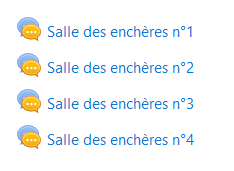 Salle des enchères n°1
Salle des enchères n°2
Salle des enchères n°3
Salle des enchères n°4